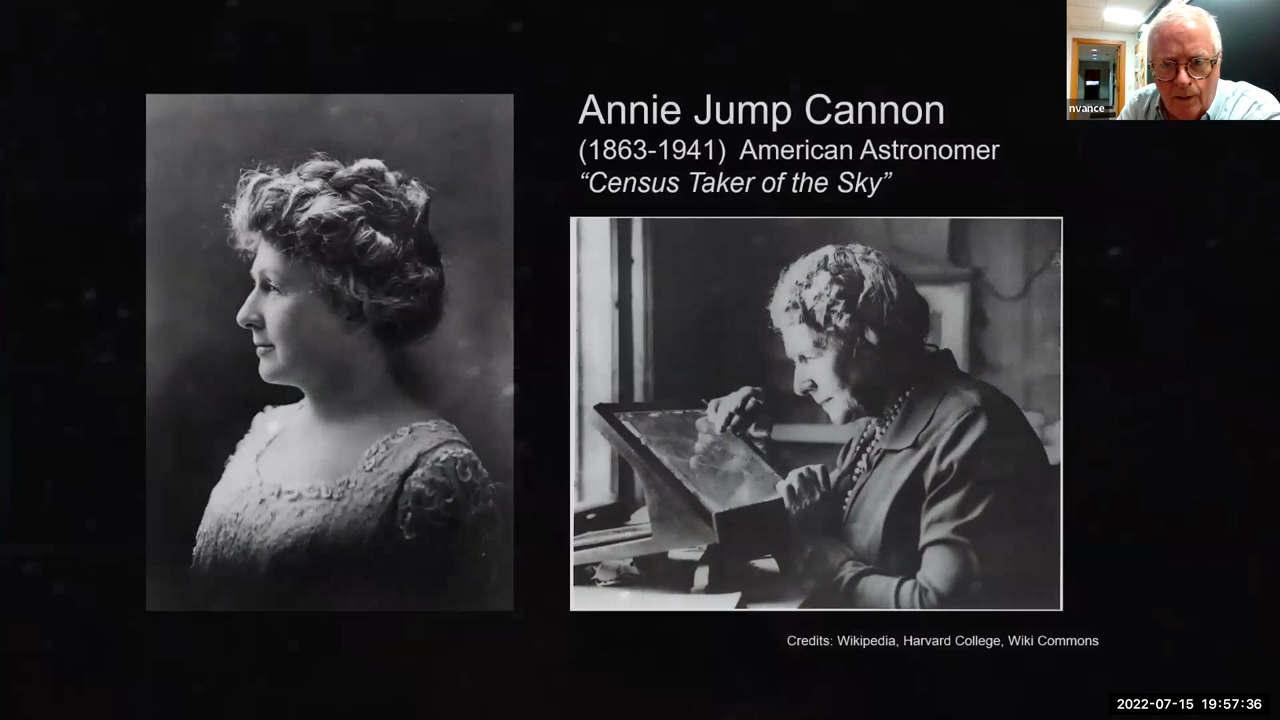 Annie Jump Cannon
(1863-1941) American Astronomer
“Census Taker of the Sky”
nvance
Credits: Wikipedia, Harvard College, Wiki Commons
2022-07-15 19:57:36